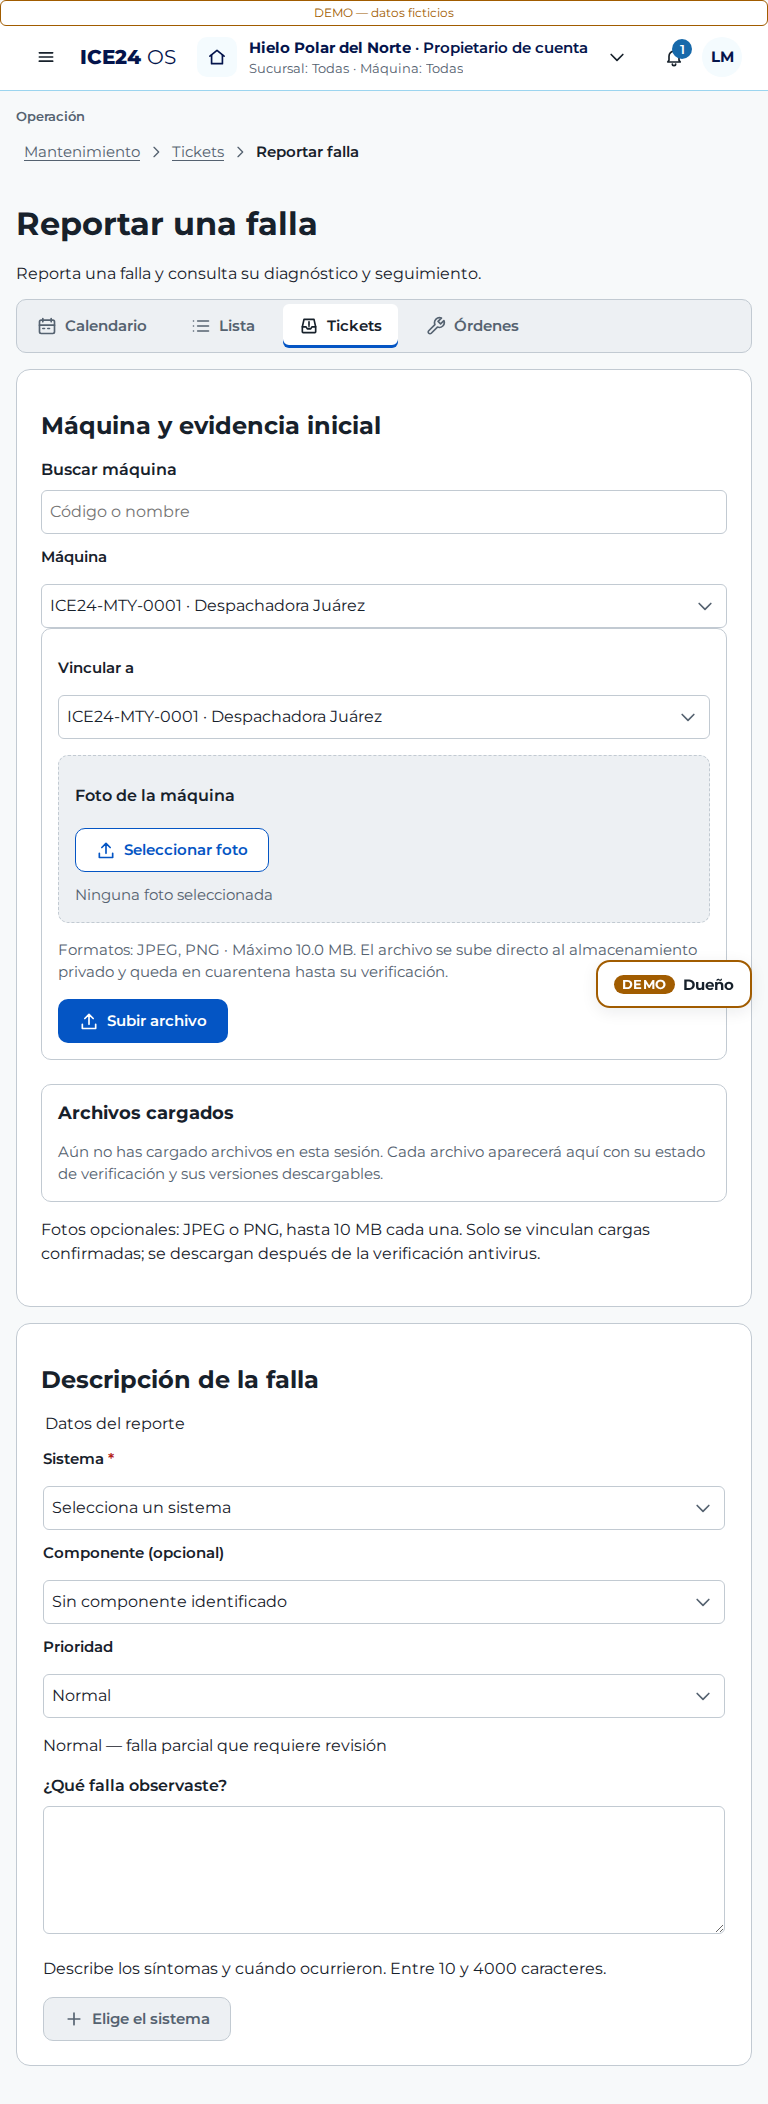 DEMO — datos ficticios
ICE24 OS
Hielo Polar del Norte · Propietario de cuenta
Sucursal: Todas · Máquina: Todas
1
LM
Operación
Mantenimiento > Tickets > Reportar falla
Reportar una falla
Reporta una falla y consulta su diagnóstico y seguimiento.
Calendario Lista Tickets Órdenes
Máquina y evidencia inicial
Buscar máquina
Código o nombre
Máquina
ICE24-MTY-0001 · Despachadora Juárez
Vincular a
ICE24-MTY-0001 · Despachadora Juárez
Foto de la máquina
Seleccionar foto
Ninguna foto seleccionada
Formatos: JPEG, PNG · Máximo 10.0 MB. El archivo se sube directo al almacenamiento
privado y queda en cuarentena hasta su verificación.
DEMO Dueño
Subir archivo
Archivos cargados
Aún no has cargado archivos en esta sesión. Cada archivo aparecerá aquí con su estado
de verificación y sus versiones descargables.
Fotos opcionales: JPEG o PNG, hasta 10 MB cada una. Solo se vinculan cargas
confirmadas; se descargan después de la verificación antivirus.
Descripción de la falla
Datos del reporte
Sistema *
Selecciona un sistema
Componente (opcional)
Sin componente identificado
Prioridad
Normal
Normal — falla parcial que requiere revisión
¿Qué falla observaste?
Describe los síntomas y cuándo ocurrieron. Entre 10 y 4000 caracteres.
Elige el sistema